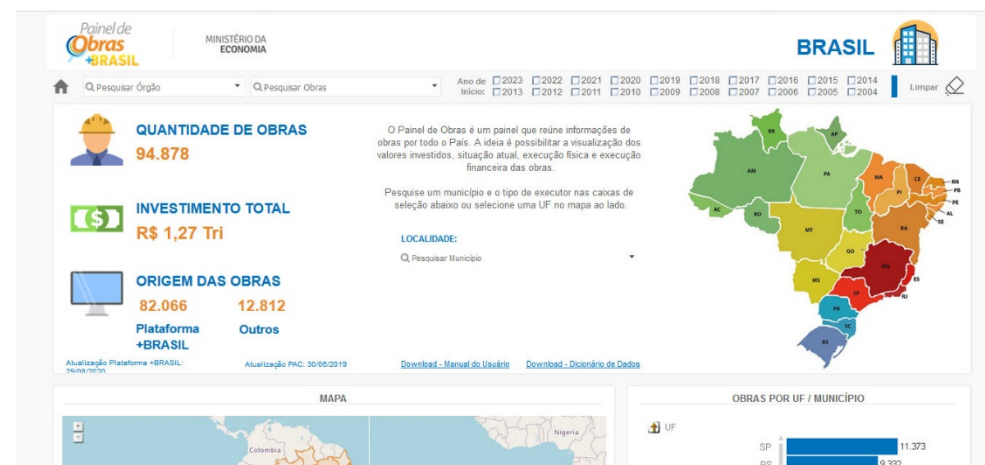 Painel de
Obras
+BRASIL
MINISTÉRIO DA
ECONOMIA
BRASIL
Pesquisar Órgão
Pesquisar Obras
Ano de Início:
2023 2022 2021 2020 2019 2018 2017 2016 2015 2014
2013 2012 2011 2010 2009 2008 2007 2006 2005 2004
Limpar
QUANTIDADE DE OBRAS
94.878
INVESTIMENTO TOTAL
R$ 1,27 Tri
ORIGEM DAS OBRAS
82.066 12.812
Plataforma +BRASIL
Outros
Atualização Plataforma +BRASIL:
29/08/2020
Atualização PAC: 30/06/2019
O Painel de Obras é um painel que reúne informações de
obras por todo o País. A ideia é possibilitar a visualização dos
valores investidos, situação atual, execução física e execução
financeira das obras.
Pesquise um município e o tipo de executor nas caixas de
seleção abaixo ou selecione uma UF no mapa ao lado.
LOCALIDADE:
Pesquisar Município
Download - Manual do Usuário
Download - Dicionário de Dados
RR
AP
AM
PA
MA
CE
RN
PB
PE
AL
SE
PI
AC
RO
TO
BA
MT
GO
MG
ES
MS
SP
RJ
PR
SC
RS
MAPA
Colombia
Nigeria
OBRAS POR UF / MUNICÍPIO
UF
SP 11.373
RS 9.332